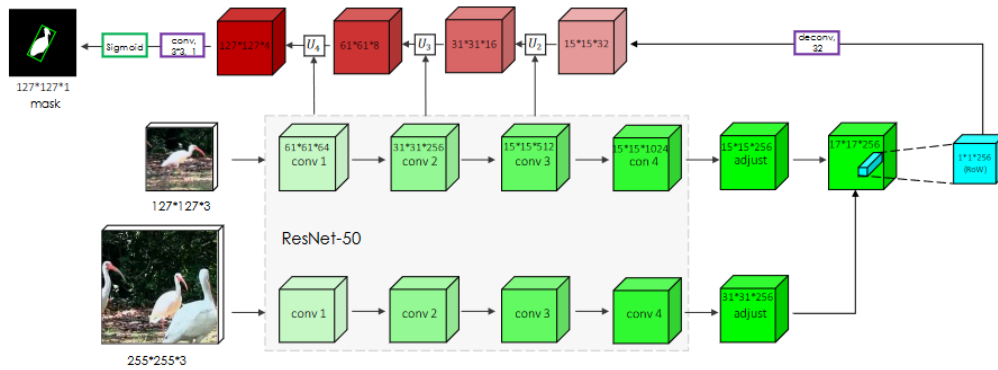 Sigmoid
conv,
3*3, 1
127*127*4
U4
61*61*8
U3
31*31*16
U2
15*15*32
deconv,
32
127*127*1
mask
61*61*64
conv 1
31*31*256
conv 2
15*15*512
conv 3
15*15*1024
con 4
15*15*256
adjust
17*17*256
1*1*256
(RoW)
127*127*3
ResNet-50
conv 1
conv 2
conv 3
conv 4
31*31*256
adjust
255*255*3